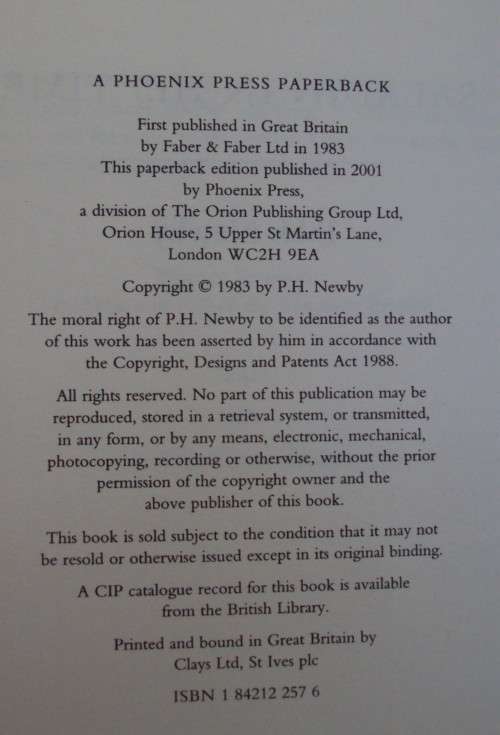 A PHOENIX PRESS PAPERBACK
First published in Great Britain
by Faber & Faber Ltd in 1983
This paperback edition published in 2001
by Phoenix Press,
a division of The Orion Publishing Group Ltd,
Orion House, 5 Upper St Martin's Lane,
London WC2H 9EA
Copyright © 1983 by P.H. Newby
The moral right of P.H. Newby to be identified as the author
of this work has been asserted by him in accordance with
the Copyright, Designs and Patents Act 1988.
All rights reserved. No part of this publication may be
reproduced, stored in a retrieval system, or transmitted,
in any form, or by any means, electronic, mechanical,
photocopying, recording or otherwise, without the prior
permission of the copyright owner and the
above publisher of this book.
This book is sold subject to the condition that it may not
be resold or otherwise issued except in its original binding.
A CIP catalogue record for this book is available
from the British Library.
Printed and bound in Great Britain by
Clays Ltd, St Ives plc
ISBN 1 84212 257 6